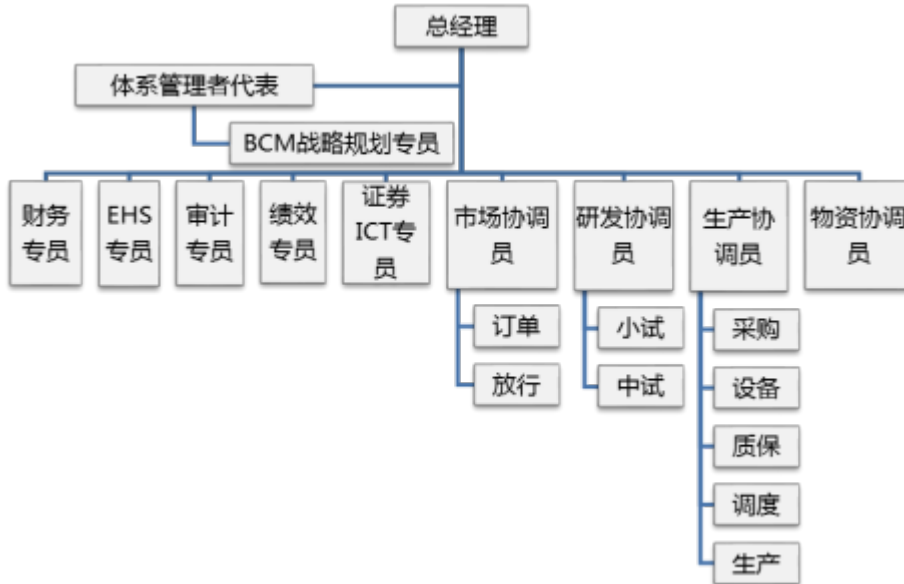 总经理
体系管理者代表
BCM战略规划专员
财务
专员
EHS
专员
审计
专员
绩效
专员
证券
ICT专
员
市场协调
员
研发协调
员
生产协
调员
物资协调
员
订单
放行
小试
中试
采购
设备
质保
调度
生产